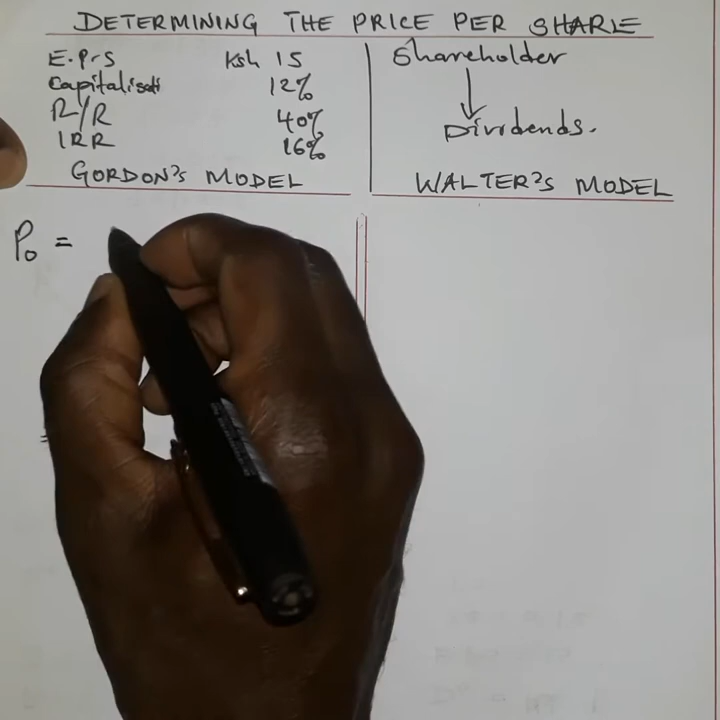 DETERMINING THE PRICE PER SHARE
E.P.S Ksh 15
Capitalisati 12%
R/R 40%
IRR 16%
GORDON'S MODEL
Shareholder
Dividends.
WALTER'S MODEL
P₀ =